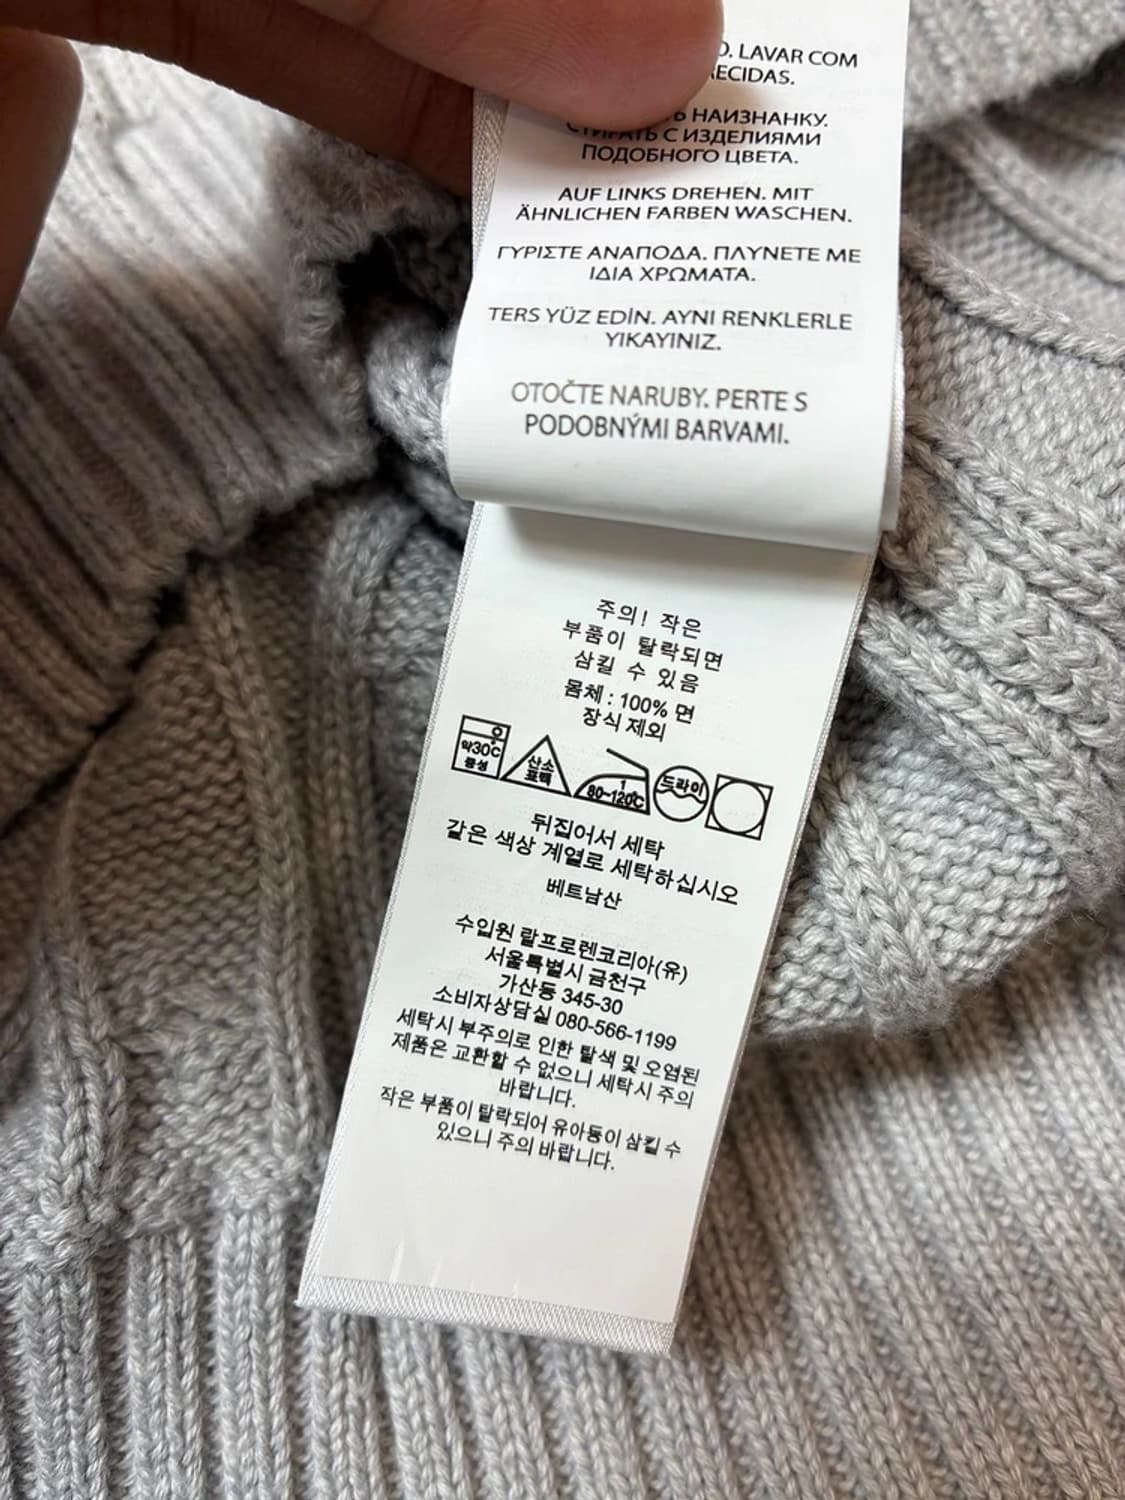 . LAVAR COM
ECIDAS.
НАИЗНАНКУ.
СТИРАТЬ С ИЗДЕЛИЯМИ
ПОДОБНОГО ЦВЕТА.
AUF LINKS DREHEN. MIT
ÄHNLICHEN FARBEN WASCHEN.
ΓΥΡΙΣΤΕ ΑΝΑΠΟΔΑ. ΠΛΥΝΕΤΕ ΜΕ
ΙΔΙΑ ΧΡΩΜΑΤΑ.
TERS YÜZ EDİN. AYNI RENKLERLE
YIKAYINIZ.
OTOČTE NARUBY. PERTE S
PODOBNÝMI BARVAMI.
주의! 작은
부품이 탈락되면
삼킬 수 있음
몸체 : 100% 면
장식 제외
약30℃
중성
산소
표백
1
80~120℃
드라이
뒤집어서 세탁
같은 색상 계열로 세탁하십시오
베트남산
수입원 랄프로렌코리아(유)
서울특별시 금천구
가산동 345-30
소비자상담실 080-566-1199
세탁시 부주의로 인한 탈색 및 오염된
제품은 교환할 수 없으니 세탁시 주의
바랍니다.
작은 부품이 탈락되어 유아동이 삼킬 수
있으니 주의 바랍니다.